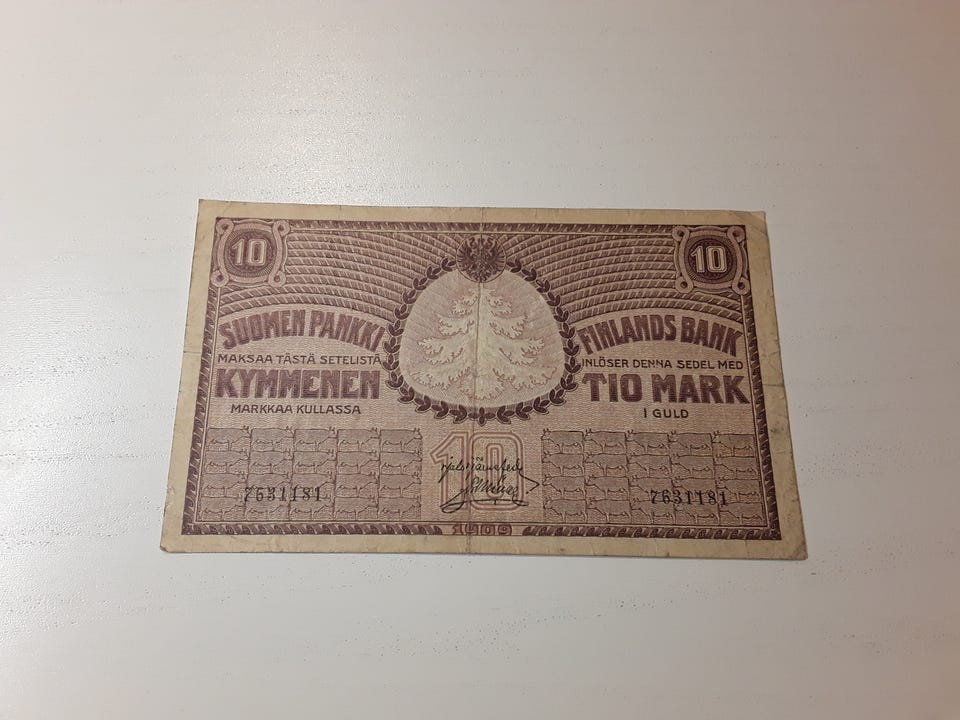 10
10
SUOMEN PANKKI
MAKSAA TÄSTÄ SETELISTÄ
KYMMENEN
MARKKAA KULLASSA
FINLANDS BANK
INLÖSER DENNA SEDEL MED
TIO MARK
I GULD
10
7631181
7631181
1909